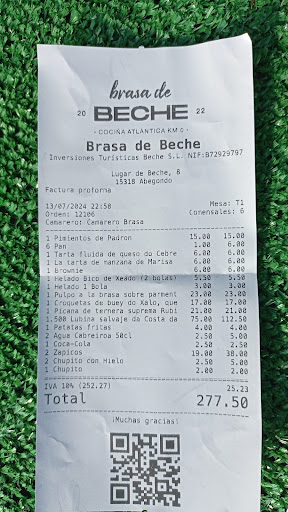 brasa de
20 BECHE 22
· COCIÑA ATLÁNTICA KM 0 ·
Brasa de Beche
Inversiones Turísticas Beche S.L. NIF:B72929797
Lugar de Beche, 8
15318 Abegondo
Factura proforma
13/07/2024 22:58 Mesa: T1
Orden: 12106 Comensales: 6
Camarero: Camarero Brasa
1 Pimientos de Padron 15.00 15.00
6 Pan 1.00 6.00
1 Tarta fluida de queso do Cebre 6.00 6.00
1 La tarta de manzana de Marisa 6.00 6.00
1 Brownie 6.00 6.00
1 Helado Bico de Xeado (2 bolas) 5.50 5.50
1 Helado 1 Bola 3.00 3.00
1 Pulpo a la brasa sobre parment 23.00 23.00
1 Croquetas de buey do Xalu, que 17.00 17.00
1 Picana de ternera suprema Rubi 21.00 21.00
1.500 Lubina salvaje da Costa da 75.00 112.50
1 Patatas fritas 4.00 4.00
2 Agua Cabreiroa 50cl 2.50 5.00
1 Coca-Cola 2.50 2.50
2 Zapicos 19.00 38.00
2 Chupito con Hielo 2.50 5.00
1 Chupito 2.00 2.00
IVA 10% (252.27) 25.23
Total 277.50
¡Muchas gracias!